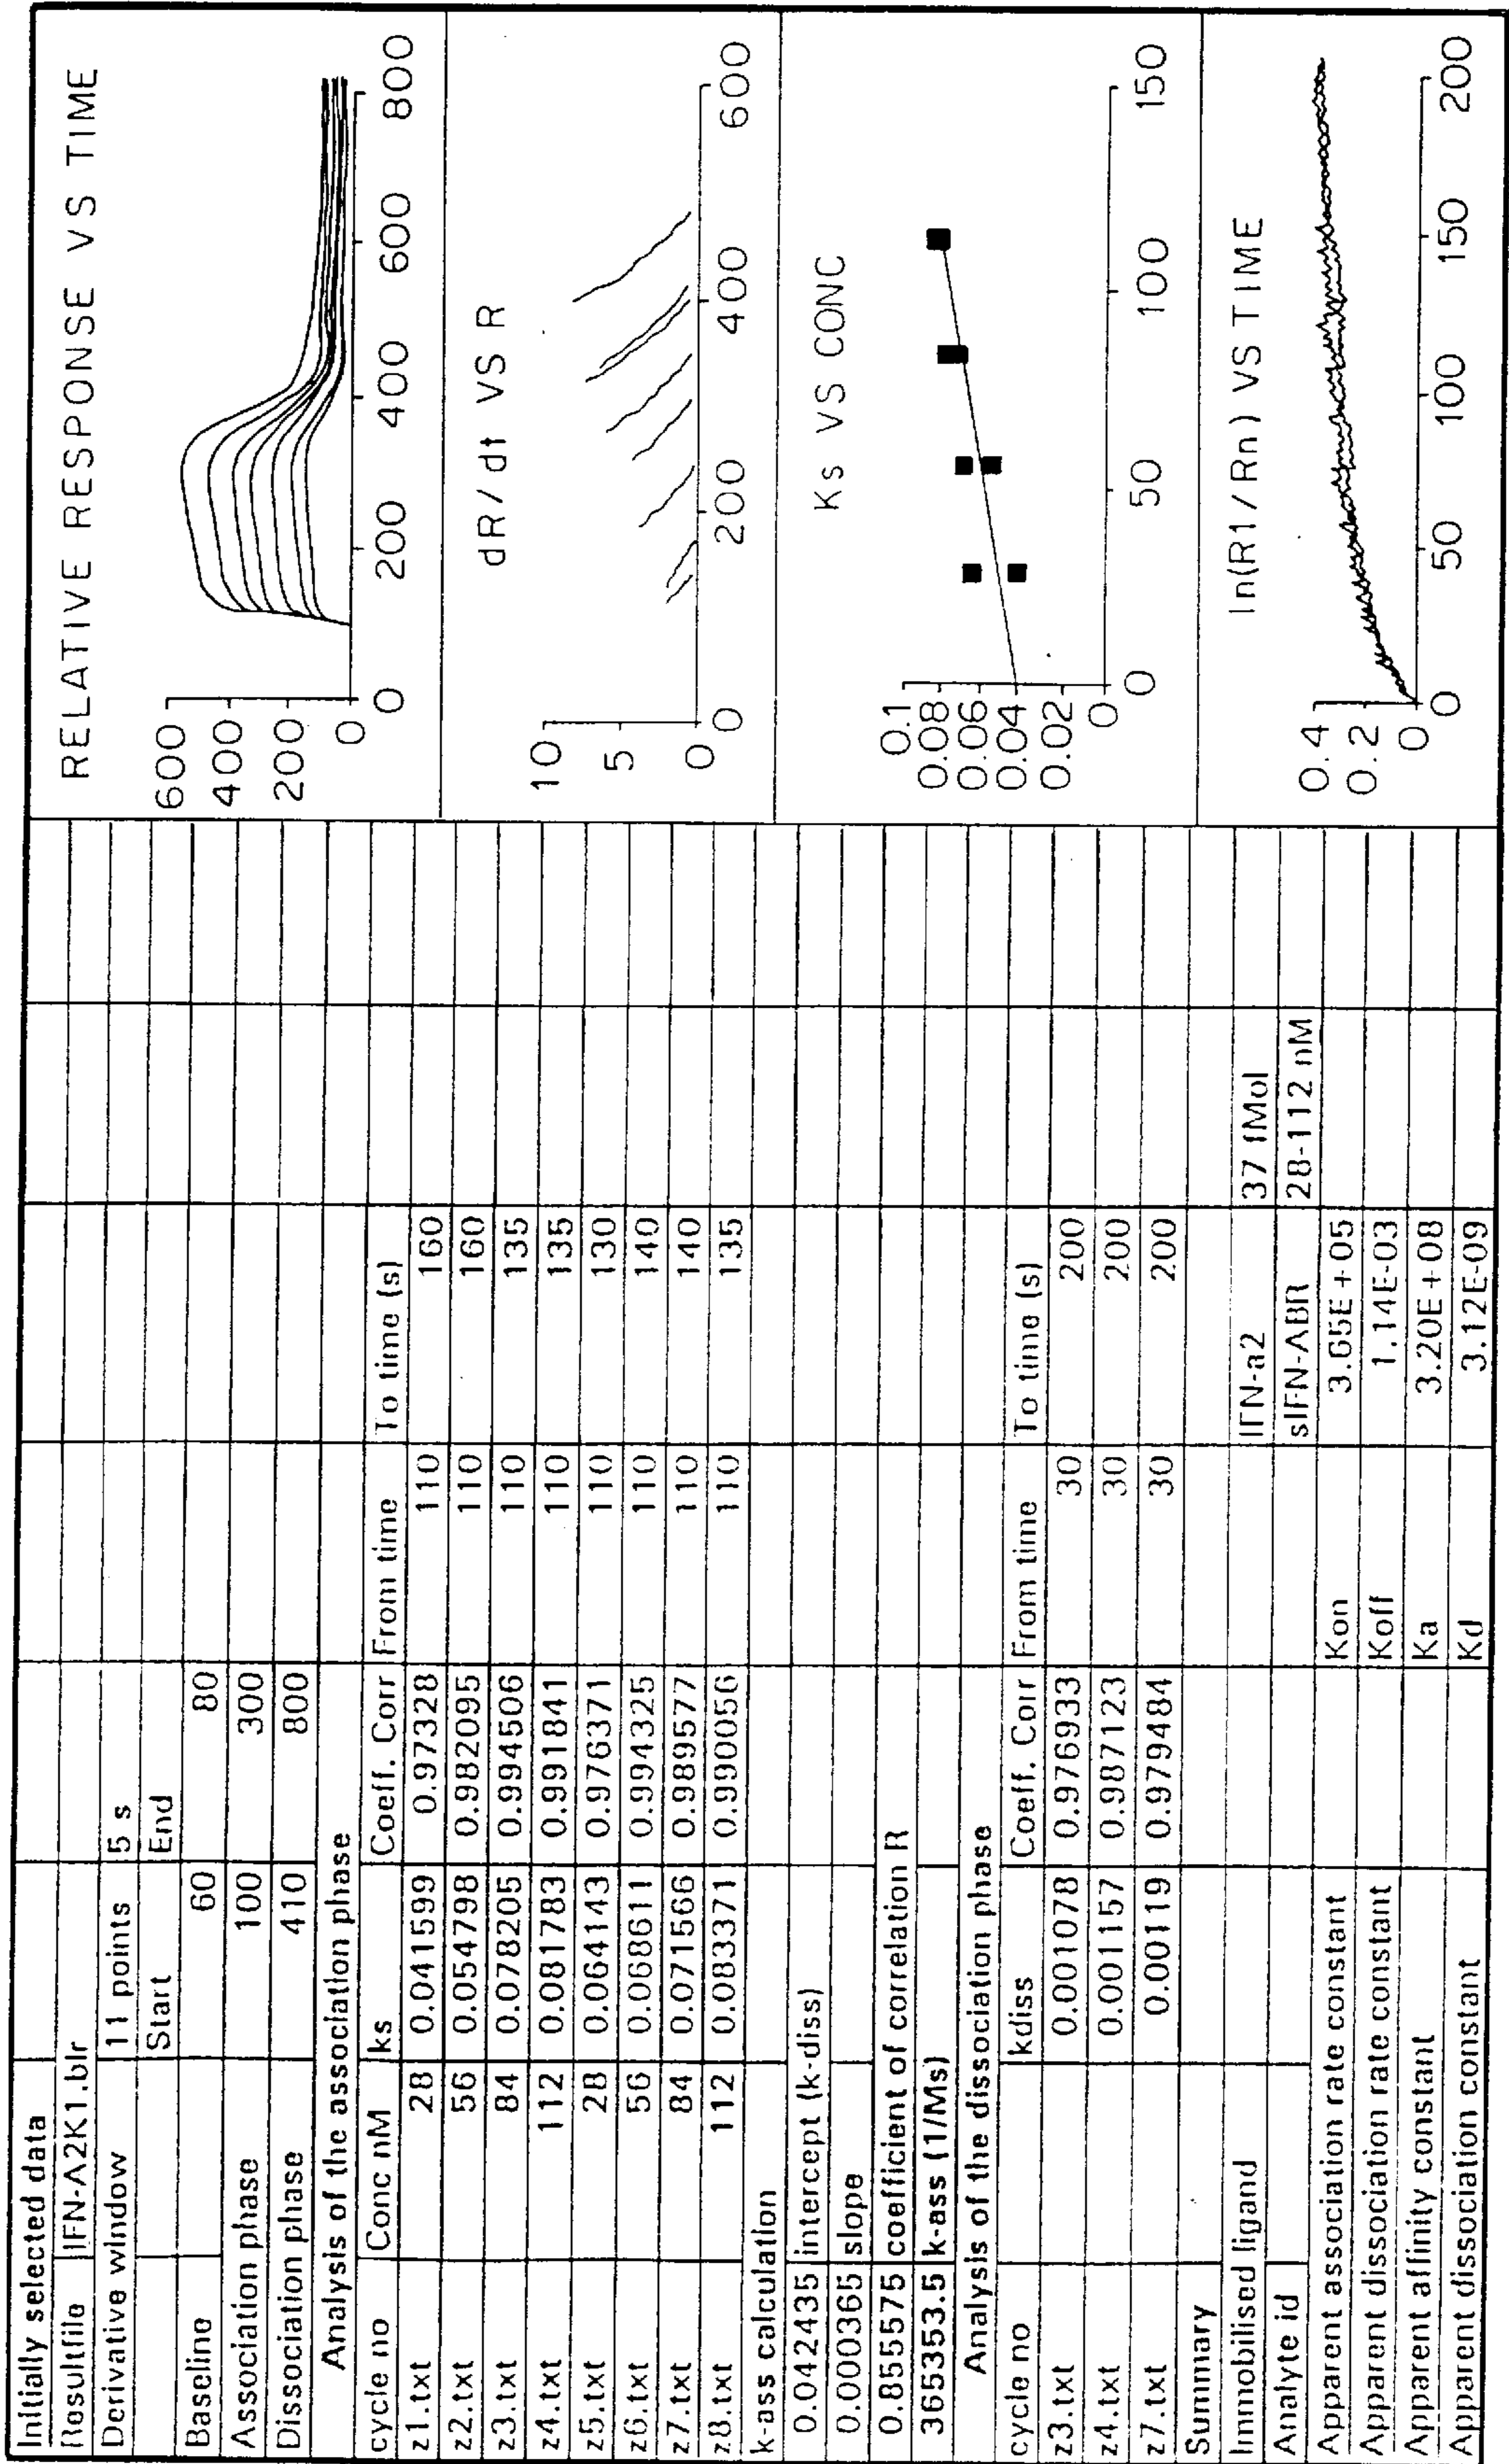 Initially selected data
Resultfile IFN-A2K1.blr
Derivative window 11 points 5 s
Start End
Baseline 60 80
Association phase 100 300
Dissociation phase 410 800
Analysis of the association phase
cycle no Conc nM ks Coeff. Corr From time To time (s)
z1.txt 28 0.041599 0.97328 110 160
z2.txt 56 0.054798 0.982095 110 160
z3.txt 84 0.078205 0.994506 110 135
z4.txt 112 0.081783 0.991841 110 135
z5.txt 28 0.064143 0.976371 110 130
z6.txt 56 0.068611 0.994325 110 140
z7.txt 84 0.071566 0.989577 110 140
z8.txt 112 0.083371 0.990056 110 135
k-ass calculation
0.042435 intercept (k-diss)
0.000365 slope
0.855575 coefficient of correlation R
365353.5 k-ass (1/Ms)
Analysis of the dissociation phase
cycle no kdiss Coeff. Corr From time To time (s)
z3.txt 0.001078 0.976933 30 200
z4.txt 0.001157 0.987123 30 200
z7.txt 0.00119 0.979484 30 200
Summary
Immobilised ligand IFN-a2 37 fMol
Analyte id sIFN-ABR 28-112 nM
Apparent association rate constant Kon 3.65E+05
Apparent dissociation rate constant Koff 1.14E-03
Apparent affinity constant Ka 3.20E+08
Apparent dissociation constant Kd 3.12E-09
RELATIVE RESPONSE VS TIME
600
400
200
0
0 200 400 600 800
dR/dt VS R
10
5
0
0 200 400 600
Ks VS CONC
0.1
0.08
0.06
0.04
0.02
0
0 50 100 150
ln(R1/Rn) VS TIME
0.4
0.2
0
0 50 100 150 200